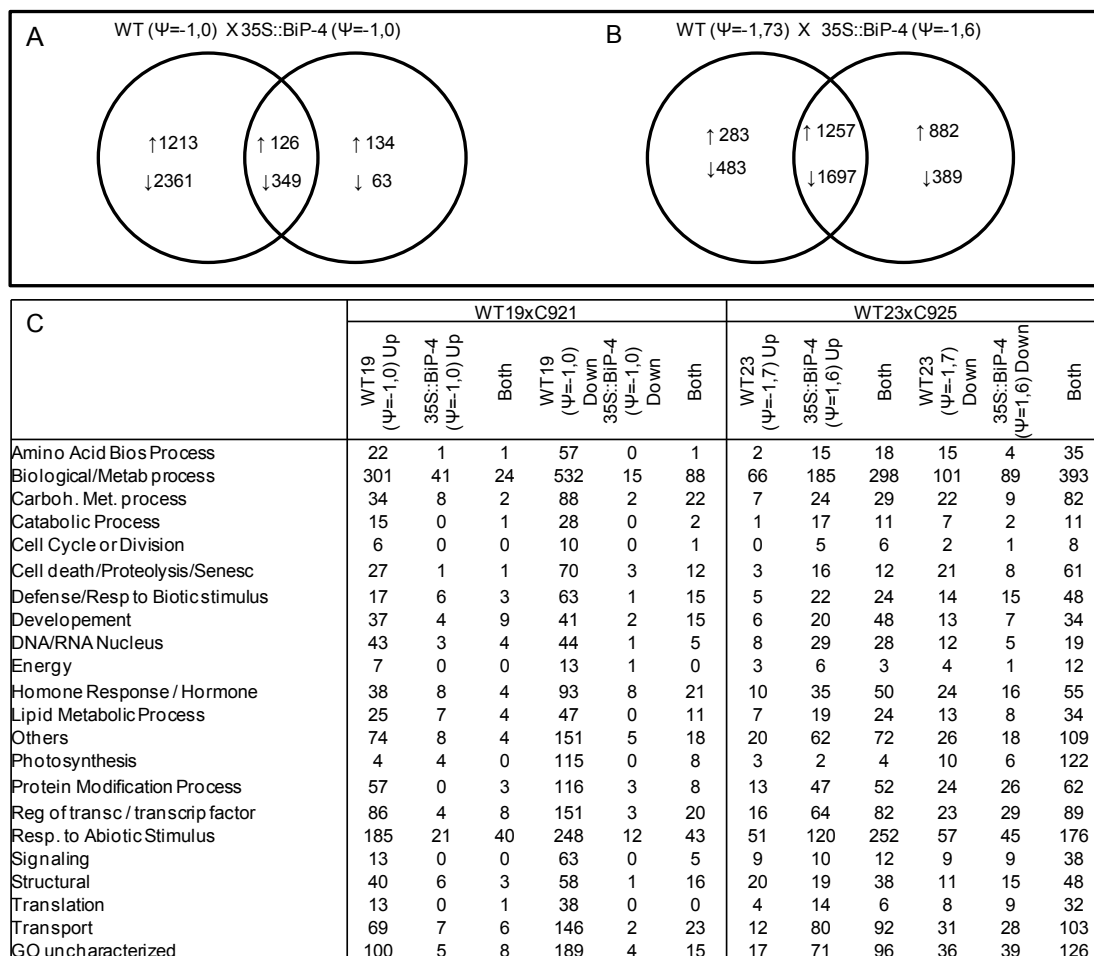 A
WT (Ψ=-1,0) X 35S::BiP-4 (Ψ=-1,0)
↑1213
↓2361
↑ 126
↓349
↑ 134
↓ 63
B
WT (Ψ=-1,73) X 35S::BiP-4 (Ψ=-1,6)
↑ 283
↓483
↑ 1257
↓1697
↑ 882
↓389
C
WT19xC921 WT23xC925
WT19 (Ψ=-1,0) Up
35S::BiP-4 (Ψ=-1,0) Up
Both
WT19 (Ψ=-1,0) Down
35S::BiP-4 (Ψ=-1,0) Down
Both
WT23 (Ψ=-1,7) Up
35S::BiP-4 (Ψ=1,6) Up
Both
WT23 (Ψ=-1,7) Down
35S::BiP-4 (Ψ=1,6) Down
Both
Amino Acid Bios Process 22 1 1 57 0 1 2 15 18 15 4 35
Biological/Metab process 301 41 24 532 15 88 66 185 298 101 89 393
Carboh. Met. process 34 8 2 88 2 22 7 24 29 22 9 82
Catabolic Process 15 0 1 28 0 2 1 17 11 7 2 11
Cell Cycle or Division 6 0 0 10 0 1 0 5 6 2 1 8
Cell death/Proteolysis/Senesc 27 1 1 70 3 12 3 16 12 21 8 61
Defense/Resp to Biotic stimulus 17 6 3 63 1 15 5 22 24 14 15 48
Developement 37 4 9 41 2 15 6 20 48 13 7 34
DNA/RNA Nucleus 43 3 4 44 1 5 8 29 28 12 5 19
Energy 7 0 0 13 1 0 3 6 3 4 1 12
Homone Response / Hormone 38 8 4 93 8 21 10 35 50 24 16 55
Lipid Metabolic Process 25 7 4 47 0 11 7 19 24 13 8 34
Others 74 8 4 151 5 18 20 62 72 26 18 109
Photosynthesis 4 4 0 115 0 8 3 2 4 10 6 122
Protein Modification Process 57 0 3 116 3 8 13 47 52 24 26 62
Reg of transc / transcrip factor 86 4 8 151 3 20 16 64 82 23 29 89
Resp. to Abiotic Stimulus 185 21 40 248 12 43 51 120 252 57 45 176
Signaling 13 0 0 63 0 5 9 10 12 9 9 38
Structural 40 6 3 58 1 16 20 19 38 11 15 48
Translation 13 0 1 38 0 0 4 14 6 8 9 32
Transport 69 7 6 146 2 23 12 80 92 31 28 103
GO uncharacterized 100 5 8 189 4 15 17 71 96 36 39 126